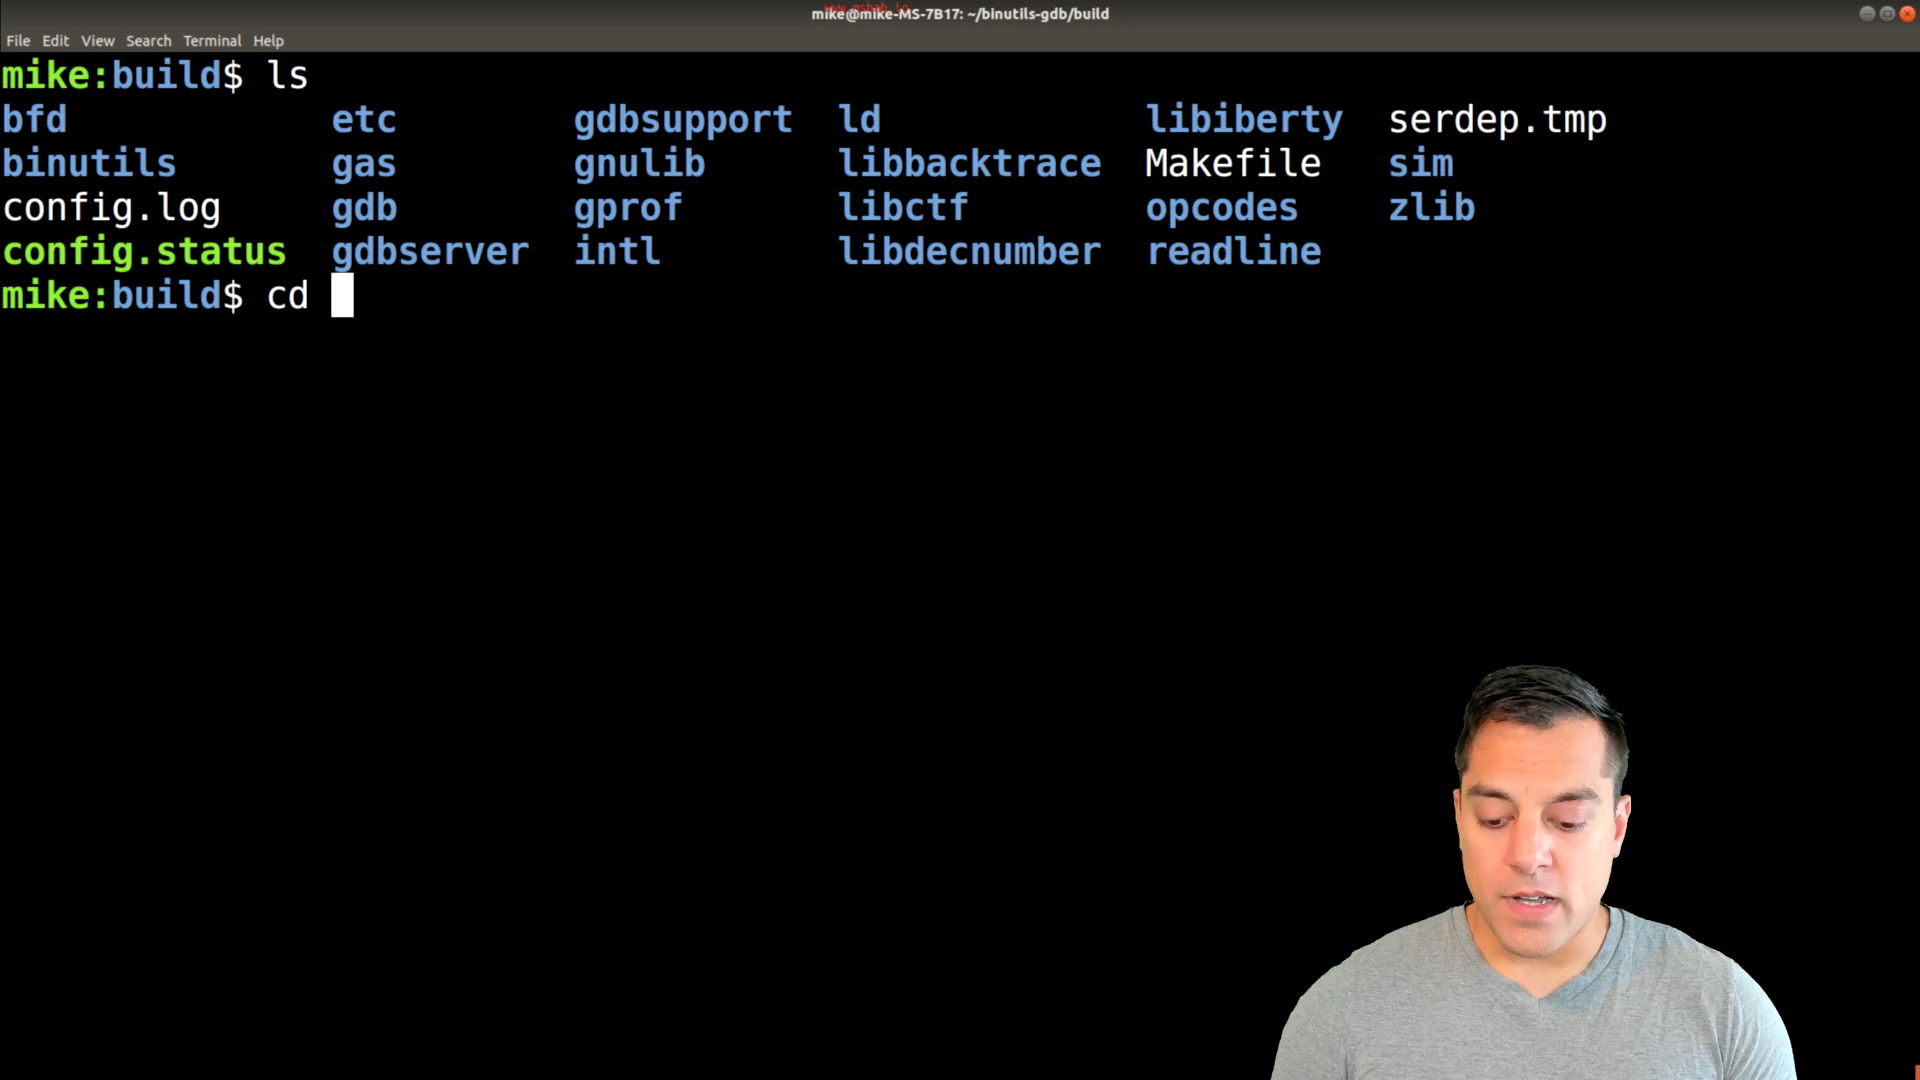 mike@mike-MS-7B17: ~/binutils-gdb/build
File Edit View Search Terminal Help
mike:build$ ls
bfd etc gdbsupport ld libiberty serdep.tmp
binutils gas gnulib libbacktrace Makefile sim
config.log gdb gprof libctf opcodes zlib
config.status gdbserver intl libdecnumber readline
mike:build$ cd